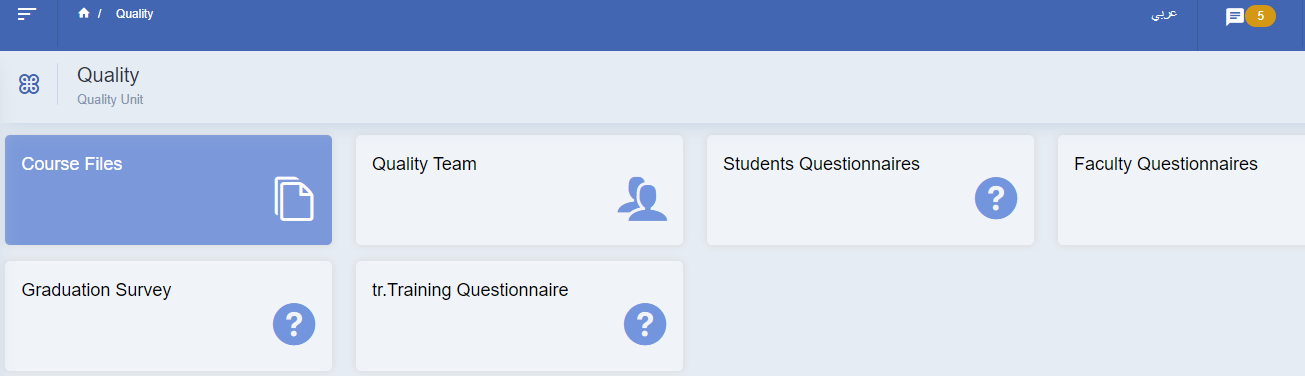 / Quality
عربي
5
Quality
Quality Unit
Course Files
Quality Team
Students Questionnaires
Faculty Questionnaires
Graduation Survey
tr.Training Questionnaire